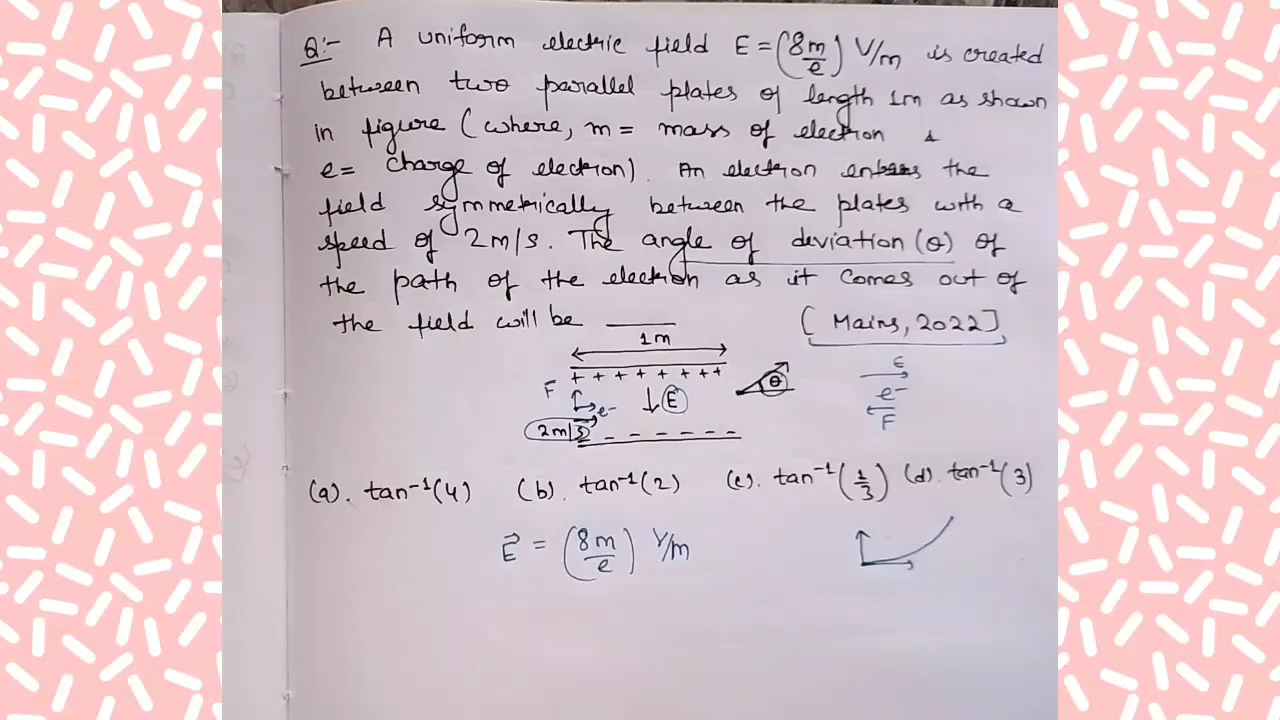 Q:- A uniform electric field E = (8m/e) V/m is created
between two parallel plates of length 1m as shown
in figure (where, m = mass of electron &
e = charge of electron). An electron enters the
field symmetrically between the plates with a
speed of 2m/s. The angle of deviation (θ) of
the path of the electron as it comes out of
the field will be ______
[Mains, 2022]
1m
+ + + + + + + +
F
e-
E
θ
2m/s
- - - - - -
E
e-
F
(a). tan⁻¹(4) (b). tan⁻¹(2) (c). tan⁻¹(1/3) (d). tan⁻¹(3)
E⃗ = (8m/e) V/m